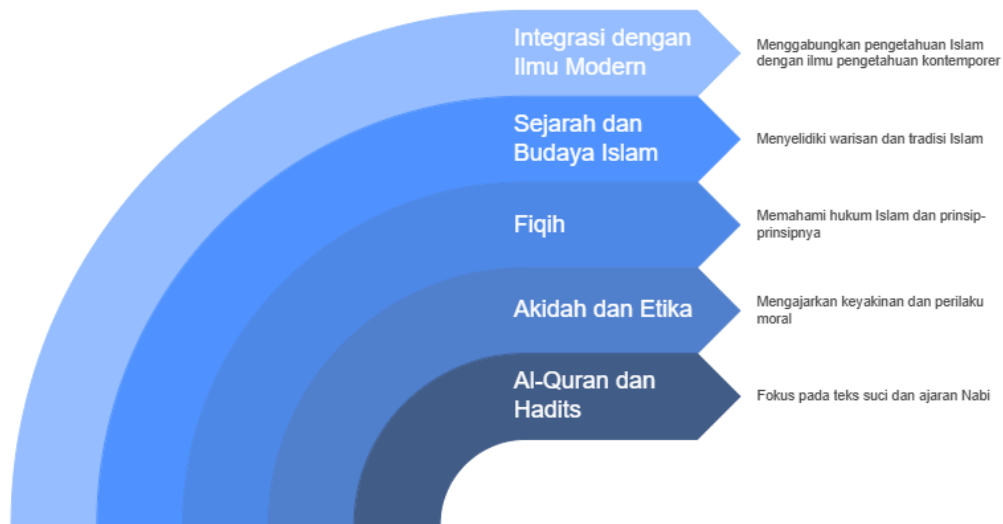 Integrasi dengan
Ilmu Modern
Menggabungkan pengetahuan Islam
dengan ilmu pengetahuan kontemporer
Sejarah dan
Budaya Islam
Menyelidiki warisan dan tradisi Islam
Fiqih
Memahami hukum Islam dan prinsip-
prinsipnya
Akidah dan Etika
Mengajarkan keyakinan dan perilaku
moral
Al-Quran dan
Hadits
Fokus pada teks suci dan ajaran Nabi